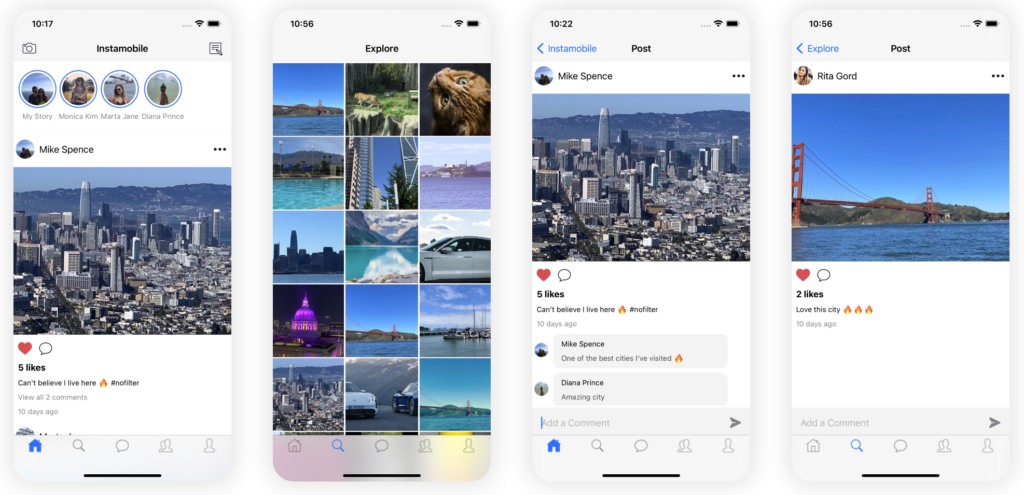 10:17
Instamobile
My Story
Monica Kim
Marta Jane
Diana Prince
Mike Spence
5 likes
Can't believe I live here 🔥 #nofilter
View all 2 comments
10 days ago
10:56
Explore
10:22
Instamobile
Post
Mike Spence
5 likes
Can't believe I live here 🔥 #nofilter
10 days ago
Mike Spence
One of the best cities I've visited 🔥
Diana Prince
Amazing city
Add a Comment
10:56
Explore
Post
Rita Gord
2 likes
Love this city 🔥🔥🔥
10 days ago
Add a Comment